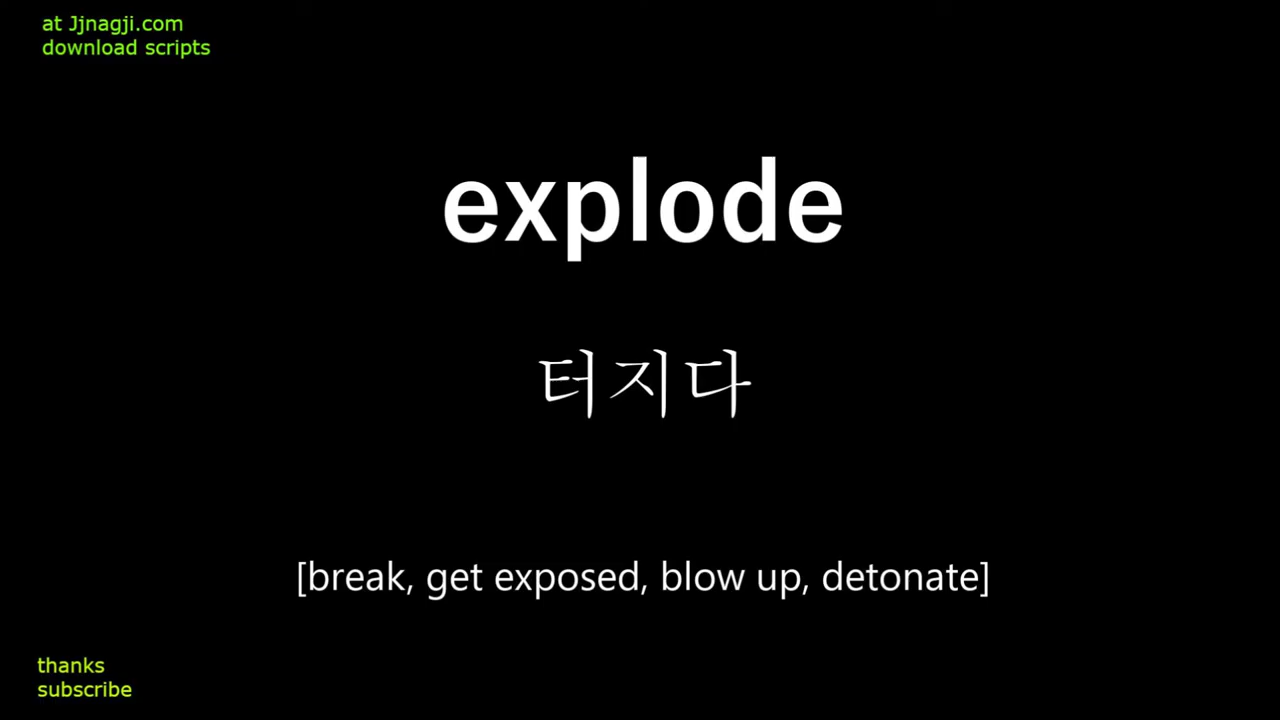 at Jjnagji.com
download scripts
explode
터지다
[break, get exposed, blow up, detonate]
thanks
subscribe